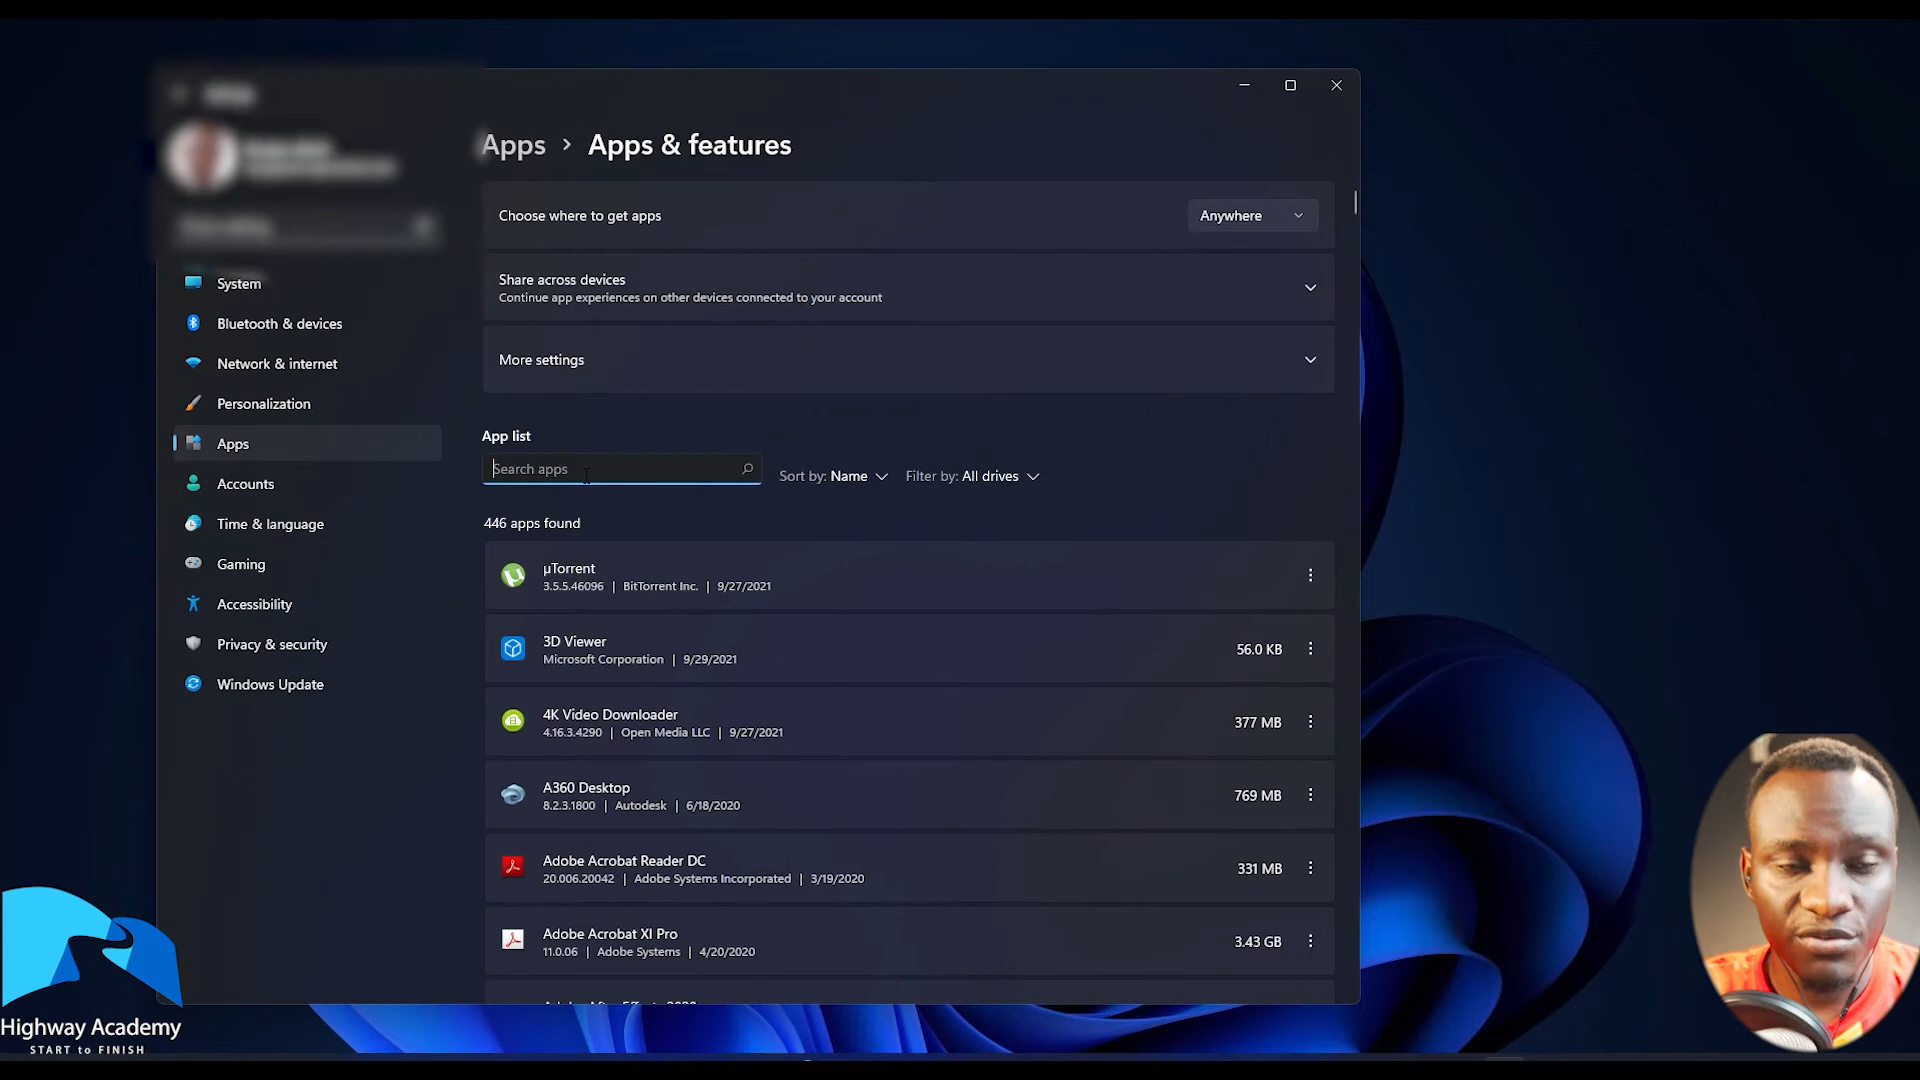 Apps > Apps & features
Choose where to get apps
Anywhere
Share across devices
Continue app experiences on other devices connected to your account
More settings
System
Bluetooth & devices
Network & internet
Personalization
Apps
Accounts
Time & language
Gaming
Accessibility
Privacy & security
Windows Update
App list
Search apps
Sort by: Name
Filter by: All drives
446 apps found
µTorrent
3.5.5.46096 | BitTorrent Inc. | 9/27/2021
3D Viewer
Microsoft Corporation | 9/29/2021
56.0 KB
4K Video Downloader
4.16.3.4290 | Open Media LLC | 9/27/2021
377 MB
A360 Desktop
8.2.3.1800 | Autodesk | 6/18/2020
769 MB
Adobe Acrobat Reader DC
20.006.20042 | Adobe Systems Incorporated | 3/19/2020
331 MB
Adobe Acrobat XI Pro
11.0.06 | Adobe Systems | 4/20/2020
3.43 GB
Highway Academy
START to FINISH